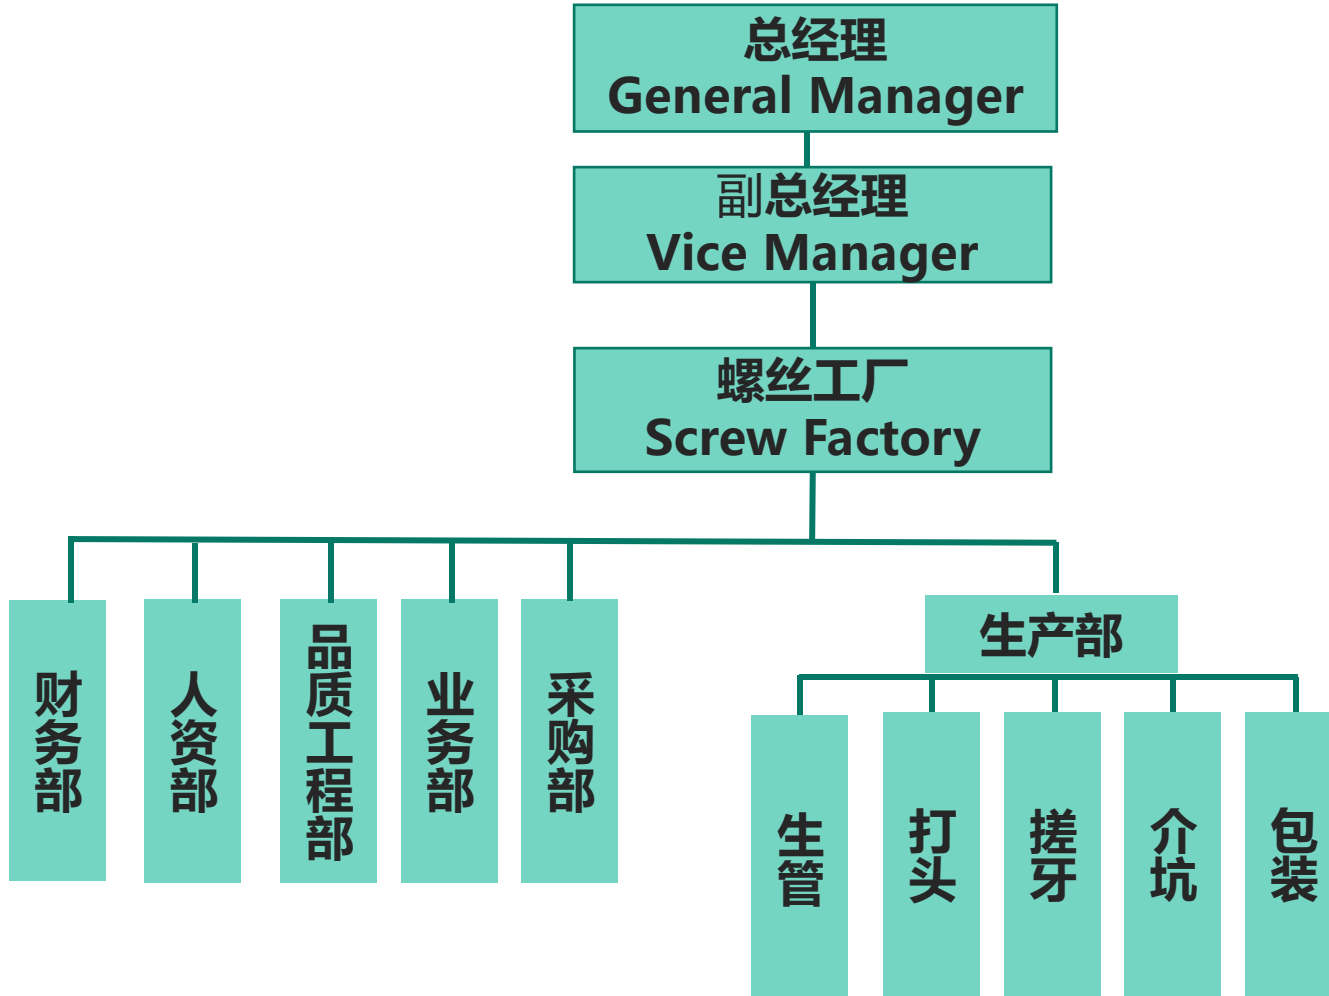 总经理
General Manager
副总经理
Vice Manager
螺丝工厂
Screw Factory
财务部
人资部
品质工程部
业务部
采购部
生产部
生管
打头
搓牙
介坑
包装